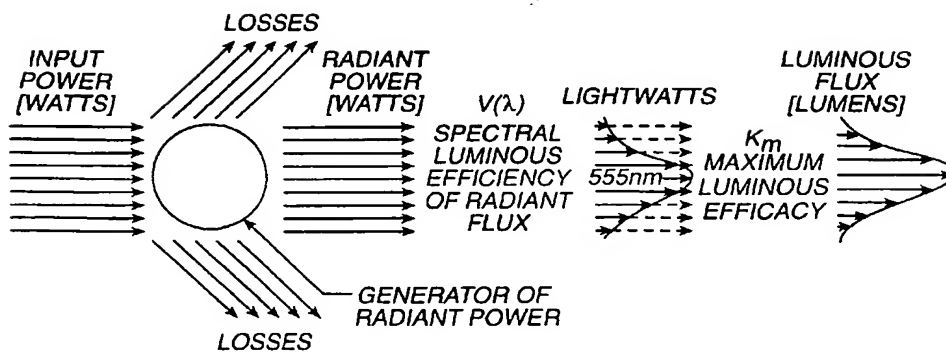 LOSSES
INPUT
POWER
[WATTS]
RADIANT
POWER
[WATTS]
V(λ)
SPECTRAL
LUMINOUS
EFFICIENCY
OF RADIANT
FLUX
LIGHTWATTS
555nm
Km
MAXIMUM
LUMINOUS
EFFICACY
LUMINOUS
FLUX
[LUMENS]
GENERATOR OF
RADIANT POWER
LOSSES